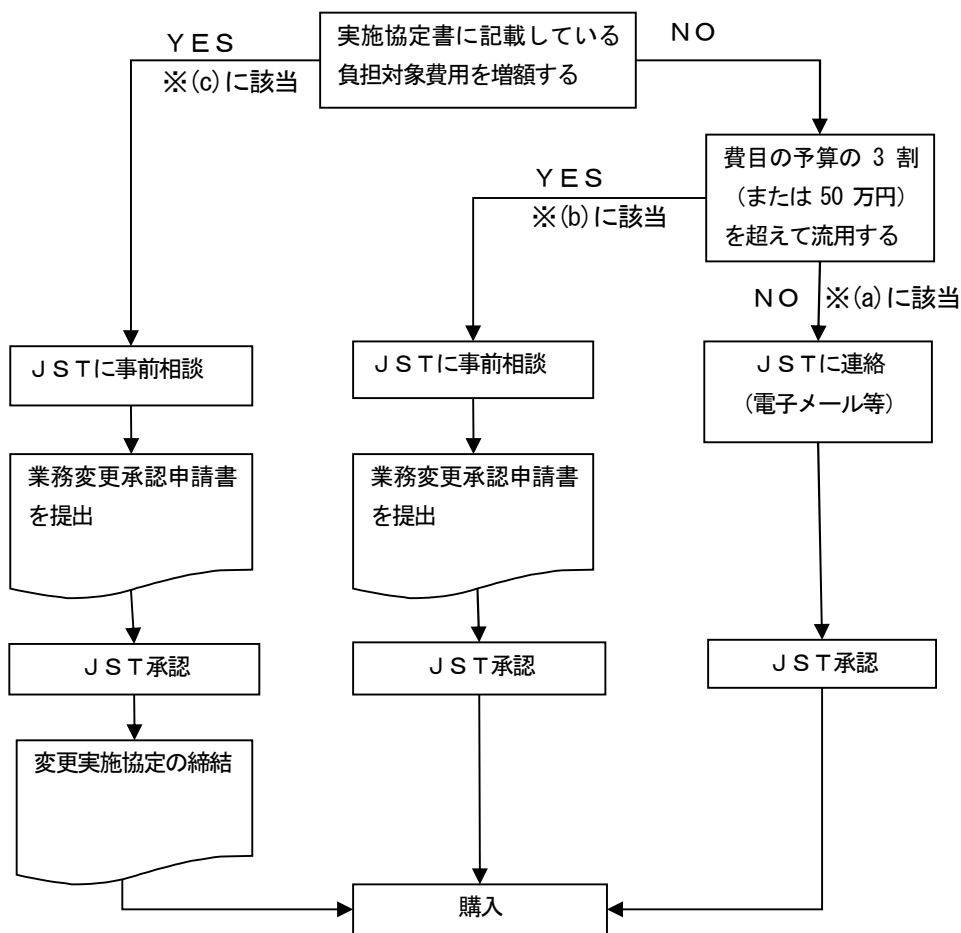 実施協定書に記載している
負担対象費用を増額する
ＹＥＳ
※(c)に該当
ＮＯ
費目の予算の 3 割
（または 50 万円）
を超えて流用する
ＹＥＳ
※(b)に該当
ＮＯ ※(a)に該当
ＪＳＴに事前相談
ＪＳＴに事前相談
ＪＳＴに連絡
（電子メール等）
業務変更承認申請書
を提出
業務変更承認申請書
を提出
ＪＳＴ承認
ＪＳＴ承認
ＪＳＴ承認
変更実施協定の締結
購入